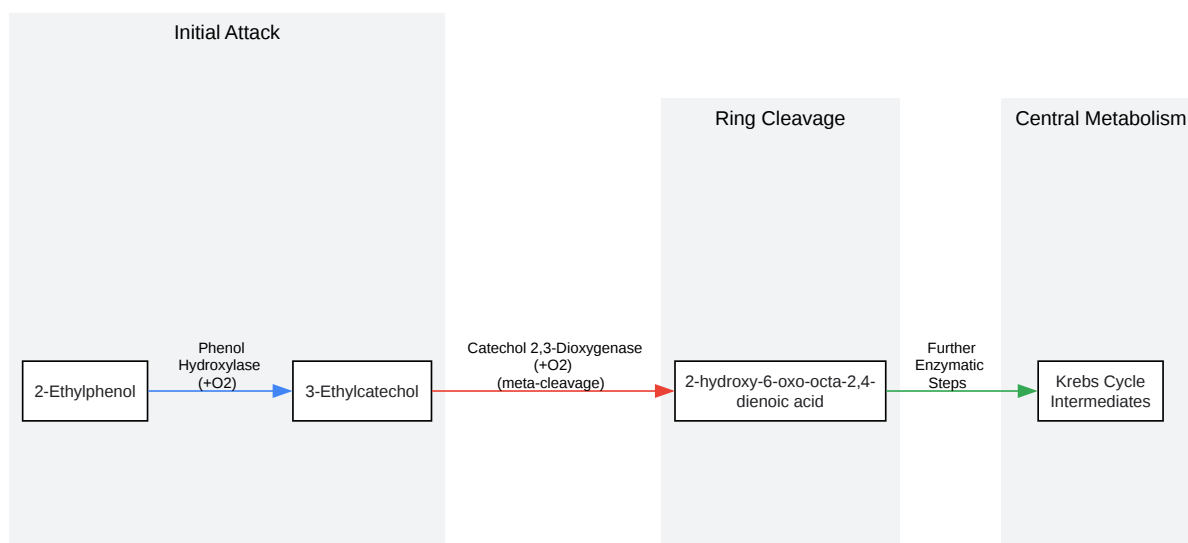 Initial Attack
Ring Cleavage
Central Metabolism
2-Ethylphenol
Phenol
Hydroxylase
(+O2)
3-Ethylcatechol
Catechol 2,3-Dioxygenase
(+O2)
(meta-cleavage)
2-hydroxy-6-oxo-octa-2,4-
dienoic acid
Further
Enzymatic
Steps
Krebs Cycle
Intermediates